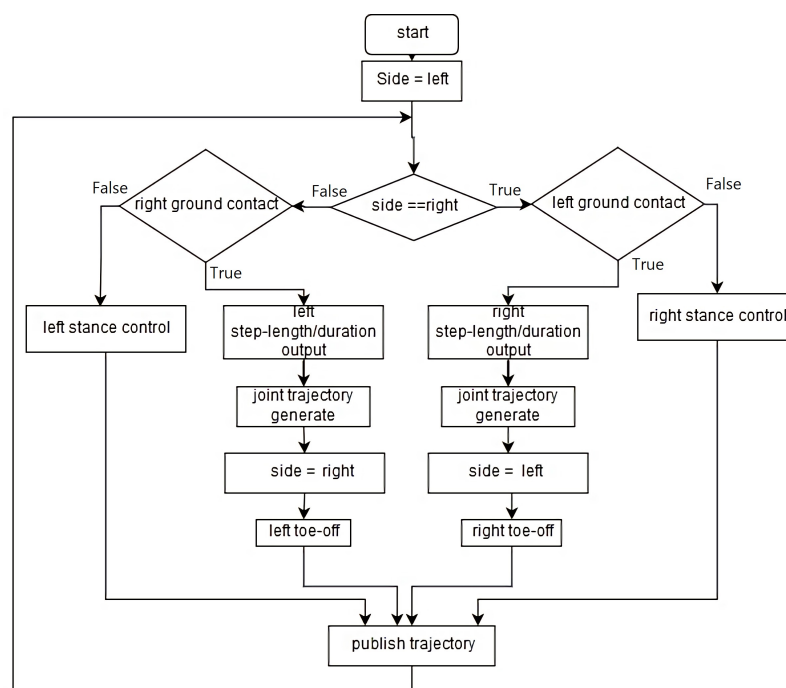 start
Side = left
side ==right
False
True
right ground contact
left ground contact
False
True
True
False
left stance control
left
step-length/duration
output
right
step-length/duration
output
right stance control
joint trajectory
generate
joint trajectory
generate
side = right
side = left
left toe-off
right toe-off
publish trajectory